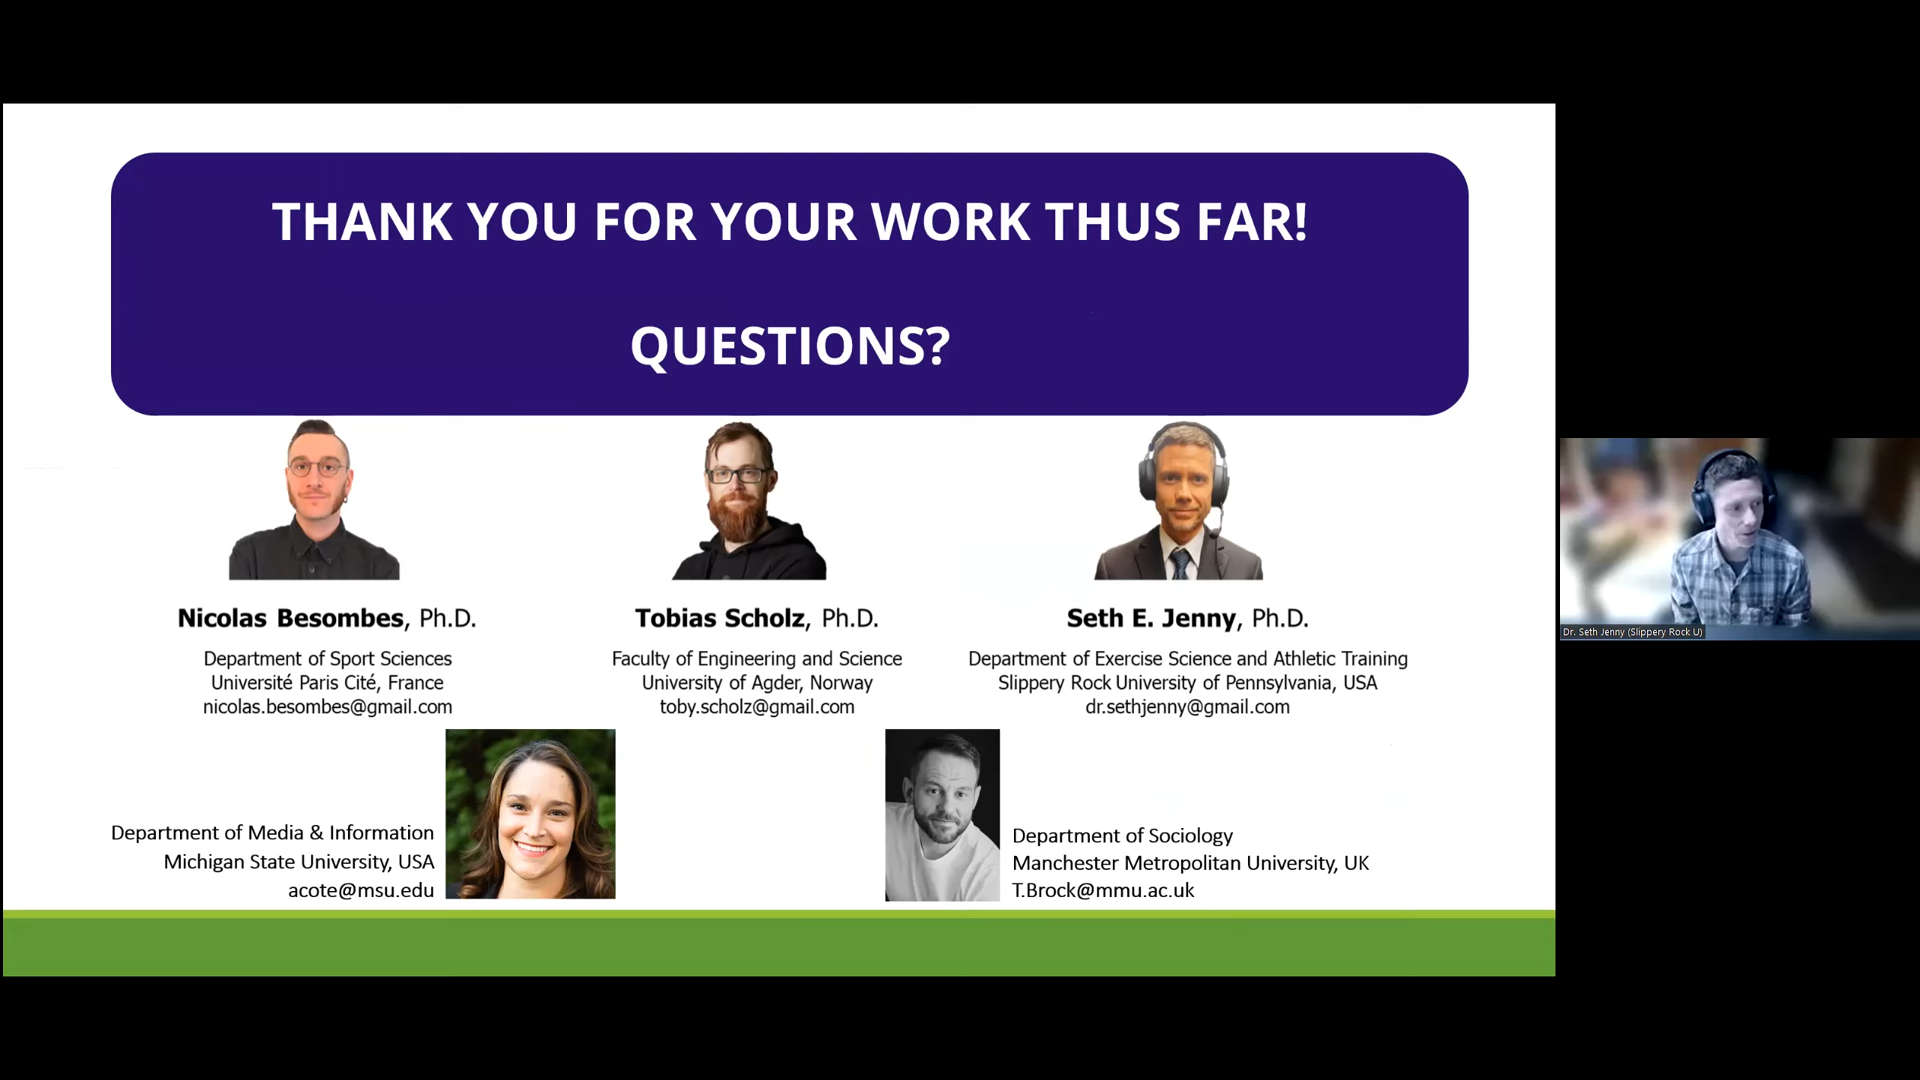 THANK YOU FOR YOUR WORK THUS FAR!
QUESTIONS?
Nicolas Besombes, Ph.D.
Department of Sport Sciences
Université Paris Cité, France
nicolas.besombes@gmail.com
Tobias Scholz, Ph.D.
Faculty of Engineering and Science
University of Agder, Norway
toby.scholz@gmail.com
Seth E. Jenny, Ph.D.
Department of Exercise Science and Athletic Training
Slippery Rock University of Pennsylvania, USA
dr.sethjenny@gmail.com
Department of Media & Information
Michigan State University, USA
acote@msu.edu
Department of Sociology
Manchester Metropolitan University, UK
T.Brock@mmu.ac.uk
Dr. Seth Jenny (Slippery Rock U)